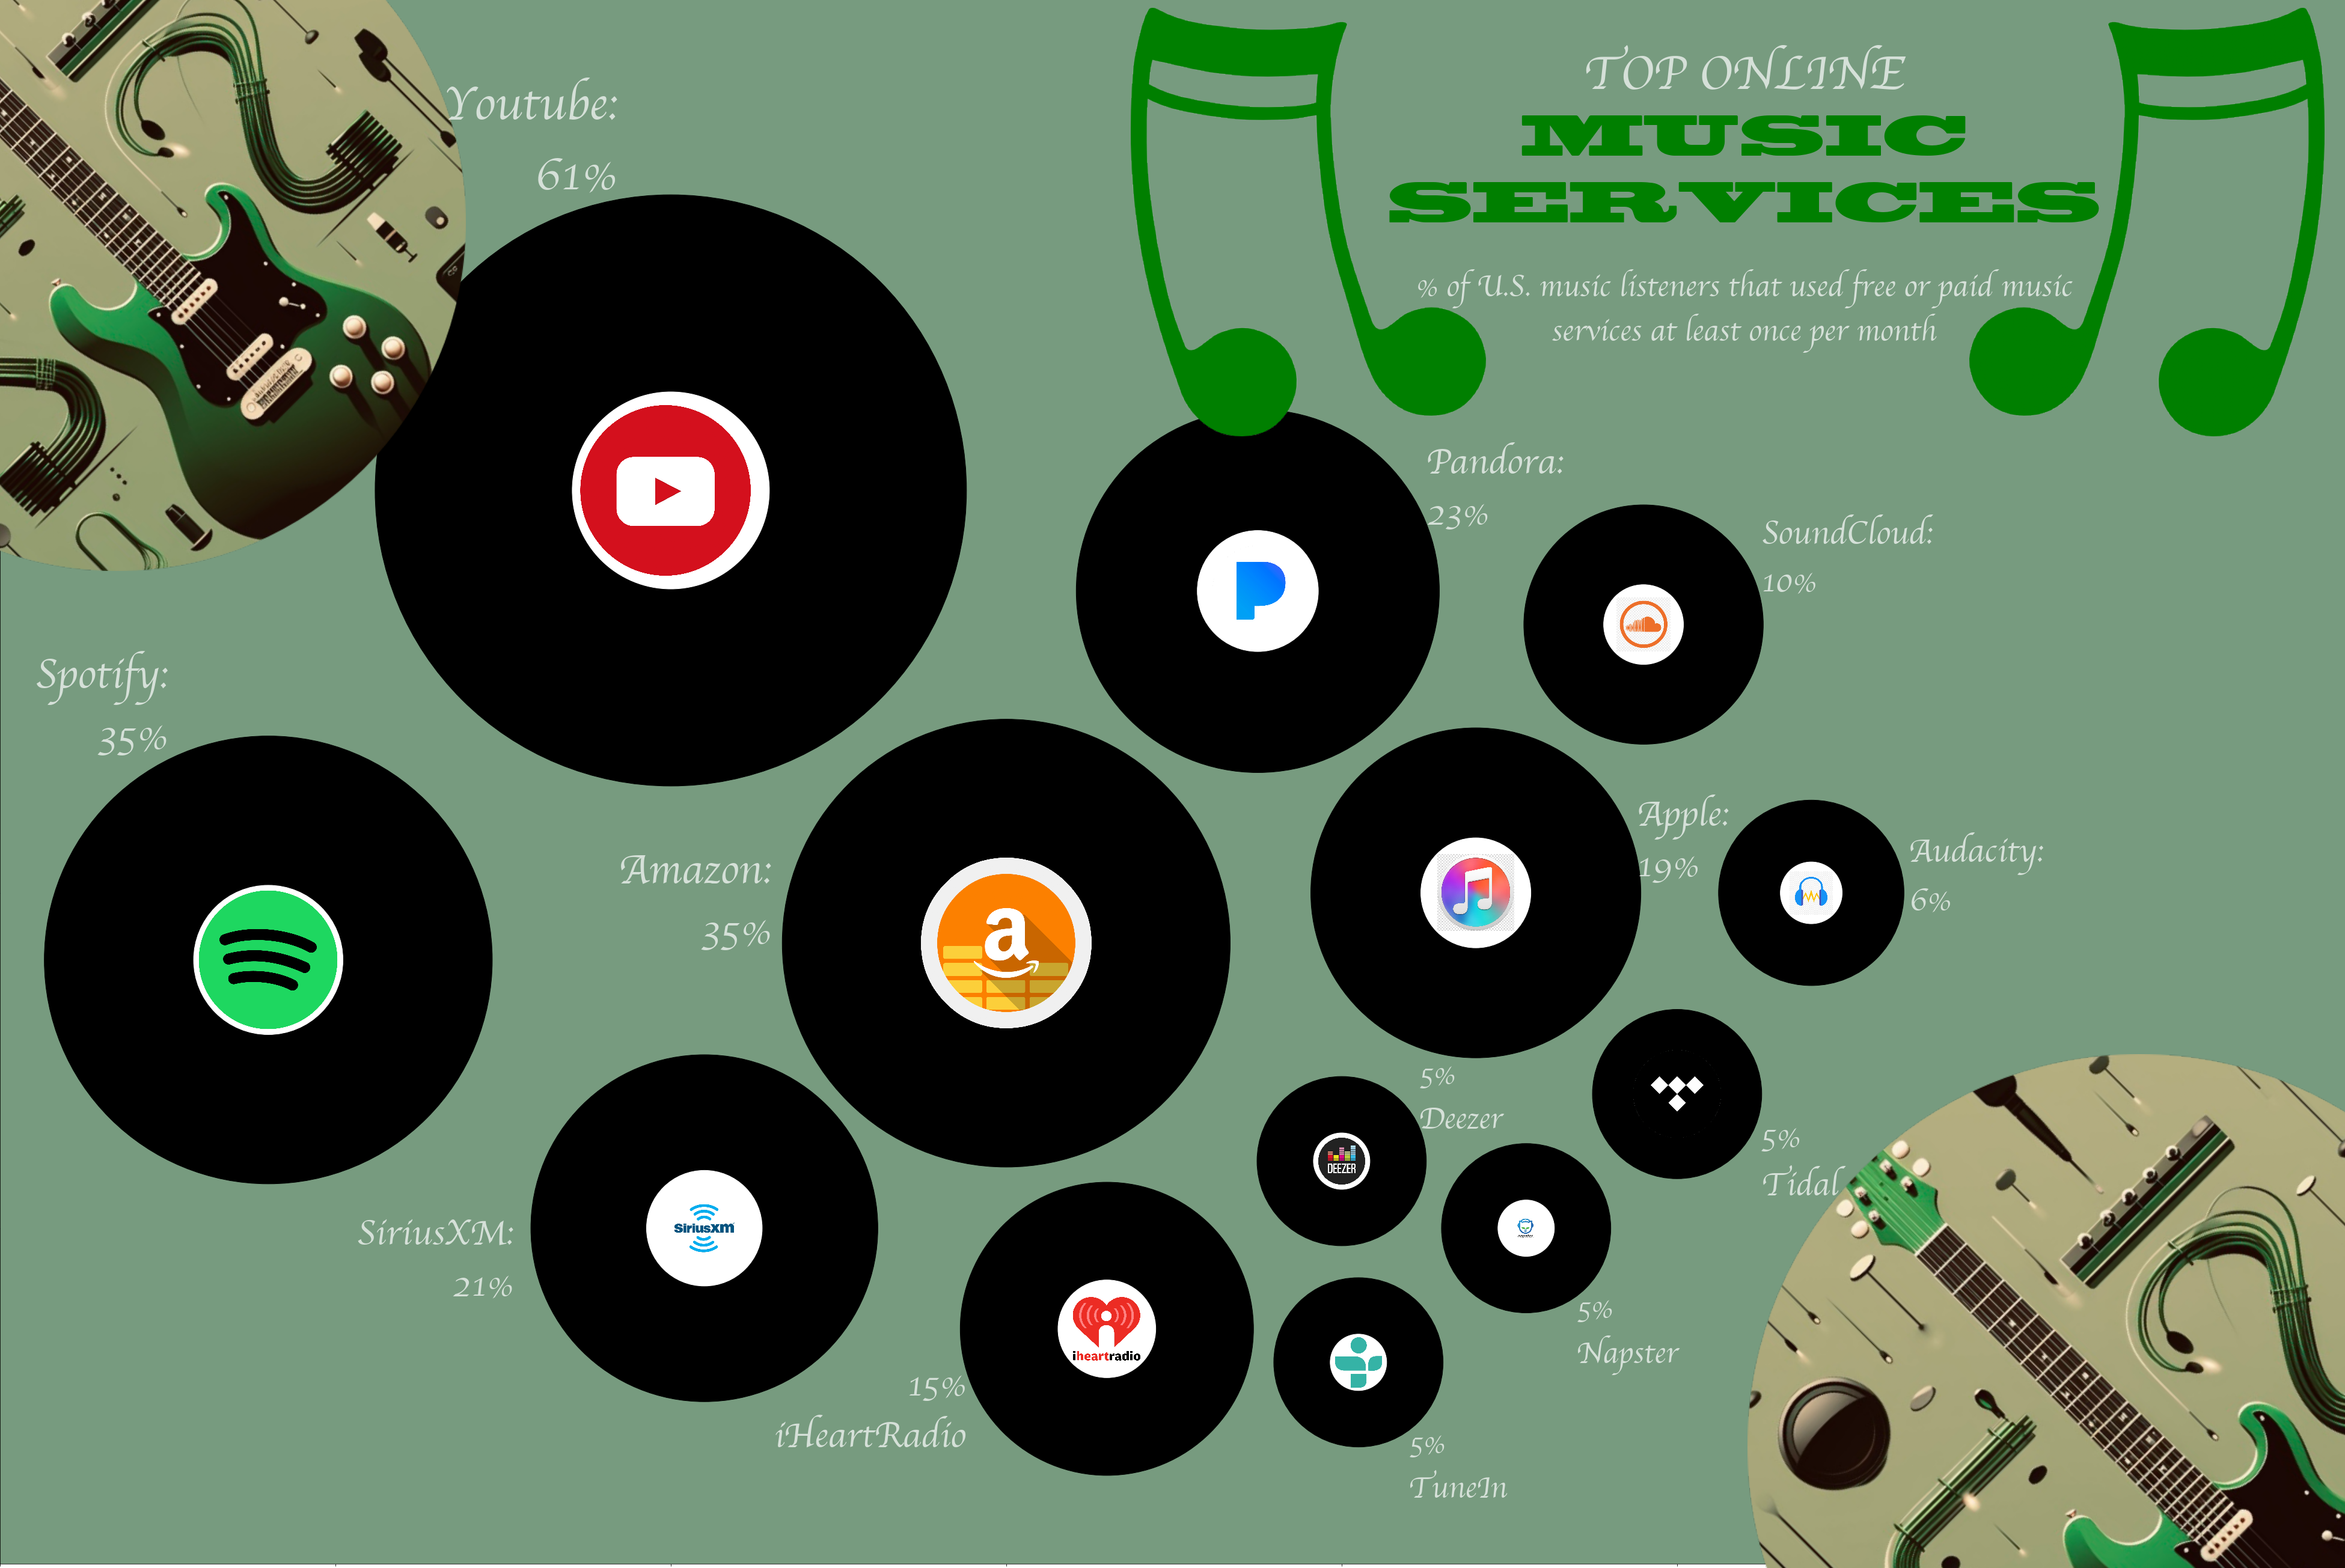 TOP ONLINE
MUSIC
SERVICES
% of U.S. music listeners that used free or paid music
services at least once per month
Youtube:
61%
Pandora:
23%
SoundCloud:
10%
Spotify:
35%
Amazon:
35%
Apple:
19%
Audacity:
6%
5%
Deezer
DEEZER
5%
Tidal
SiriusXM:
21%
SiriusXM
5%
Napster
napster
15%
iHeartRadio
iheartradio
5%
TuneIn